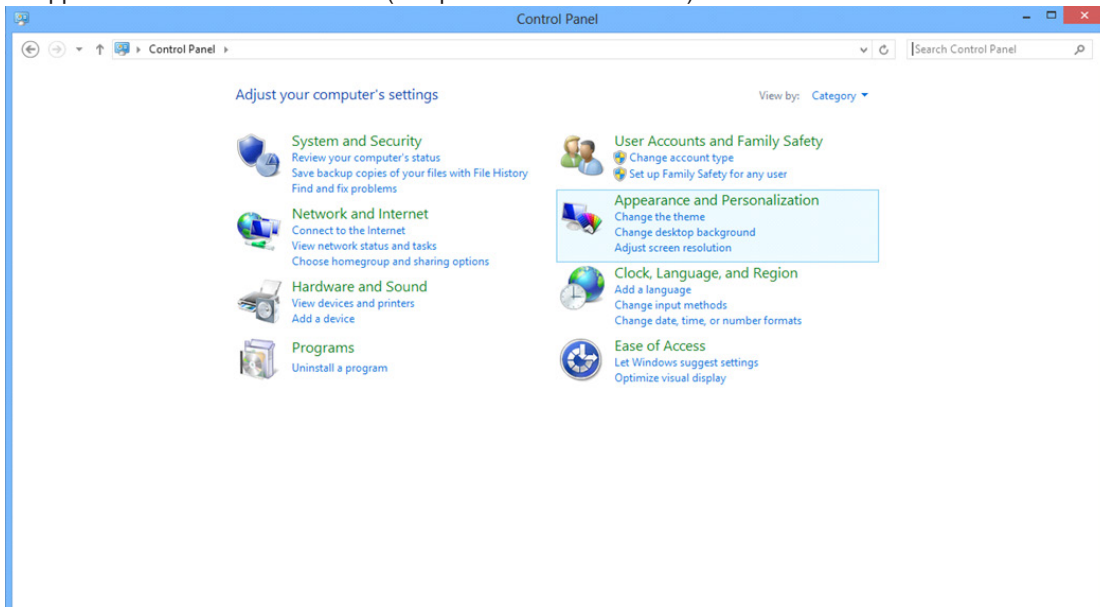 Control Panel
Control Panel
Search Control Panel
Adjust your computer's settings
View by: Category
System and Security
Review your computer's status
Save backup copies of your files with File History
Find and fix problems
Network and Internet
Connect to the Internet
View network status and tasks
Choose homegroup and sharing options
Hardware and Sound
View devices and printers
Add a device
Programs
Uninstall a program
User Accounts and Family Safety
Change account type
Set up Family Safety for any user
Appearance and Personalization
Change the theme
Change desktop background
Adjust screen resolution
Clock, Language, and Region
Add a language
Change input methods
Change date, time, or number formats
Ease of Access
Let Windows suggest settings
Optimize visual display